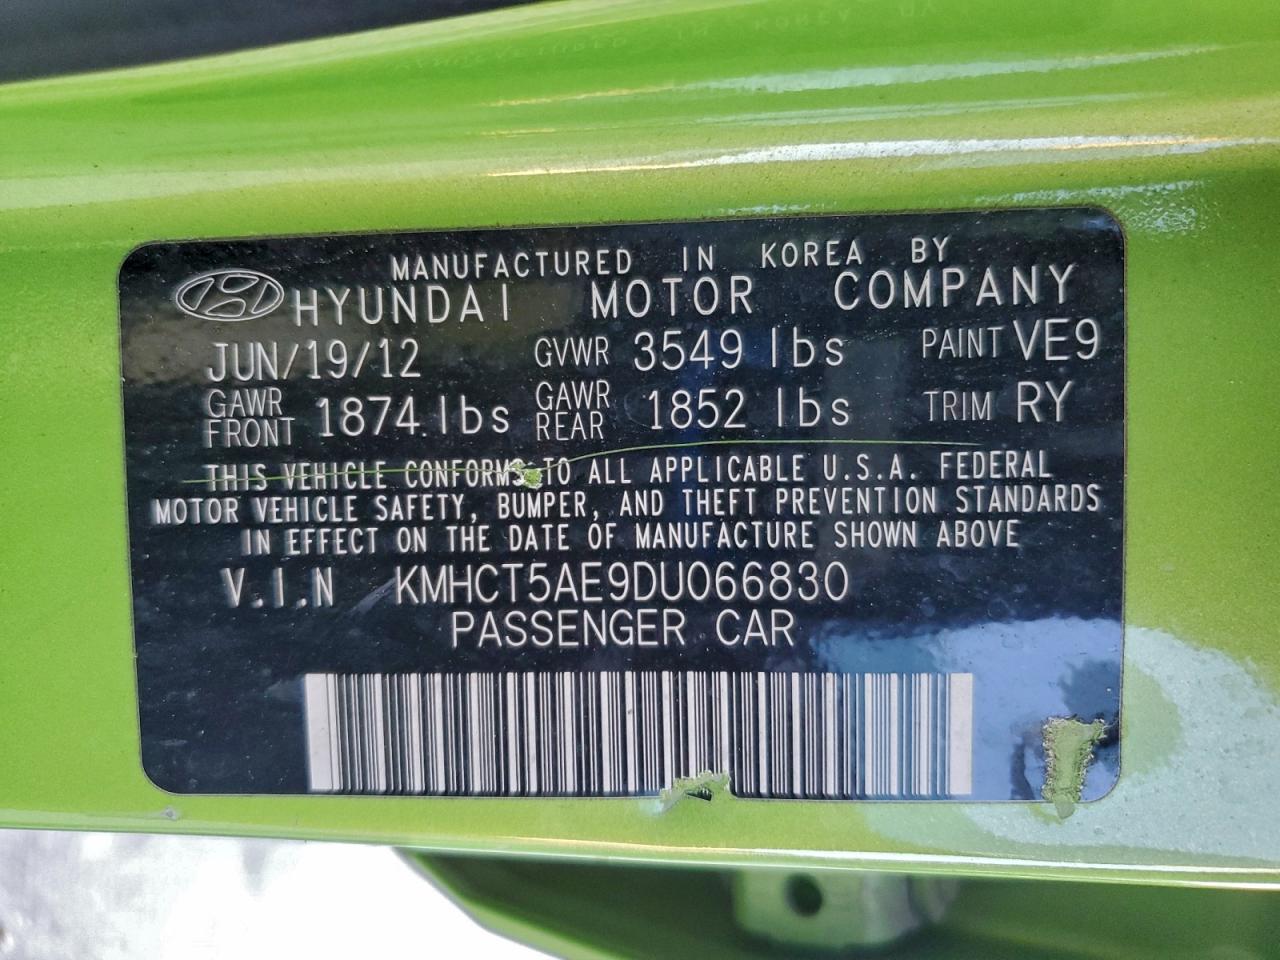 MANUFACTURED IN KOREA BY
HYUNDAI MOTOR COMPANY
JUN/19/12 GVWR 3549 lbs PAINT VE9
GAWR FRONT 1874 lbs GAWR REAR 1852 lbs TRIM RY
THIS VEHICLE CONFORMS TO ALL APPLICABLE U.S.A. FEDERAL
MOTOR VEHICLE SAFETY, BUMPER, AND THEFT PREVENTION STANDARDS
IN EFFECT ON THE DATE OF MANUFACTURE SHOWN ABOVE
V.I.N KMHCT5AE9DU066830
PASSENGER CAR